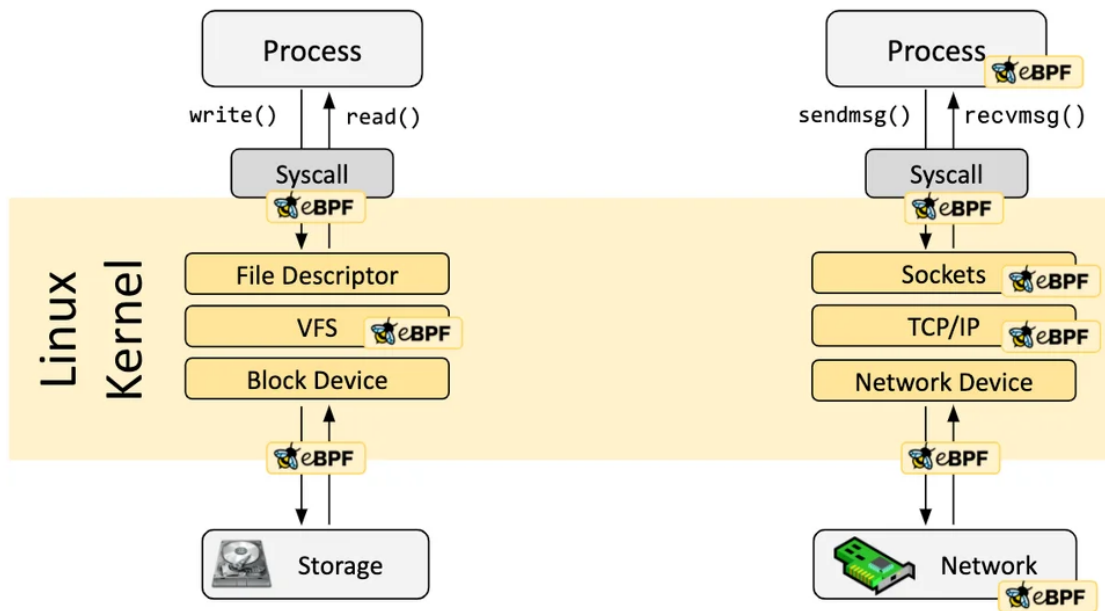 Process
Process
eBPF
write()
read()
sendmsg()
recvmsg()
Syscall
Syscall
eBPF
eBPF
Linux
Kernel
File Descriptor
Sockets
eBPF
VFS
eBPF
TCP/IP
eBPF
Block Device
Network Device
eBPF
eBPF
Storage
Network
eBPF